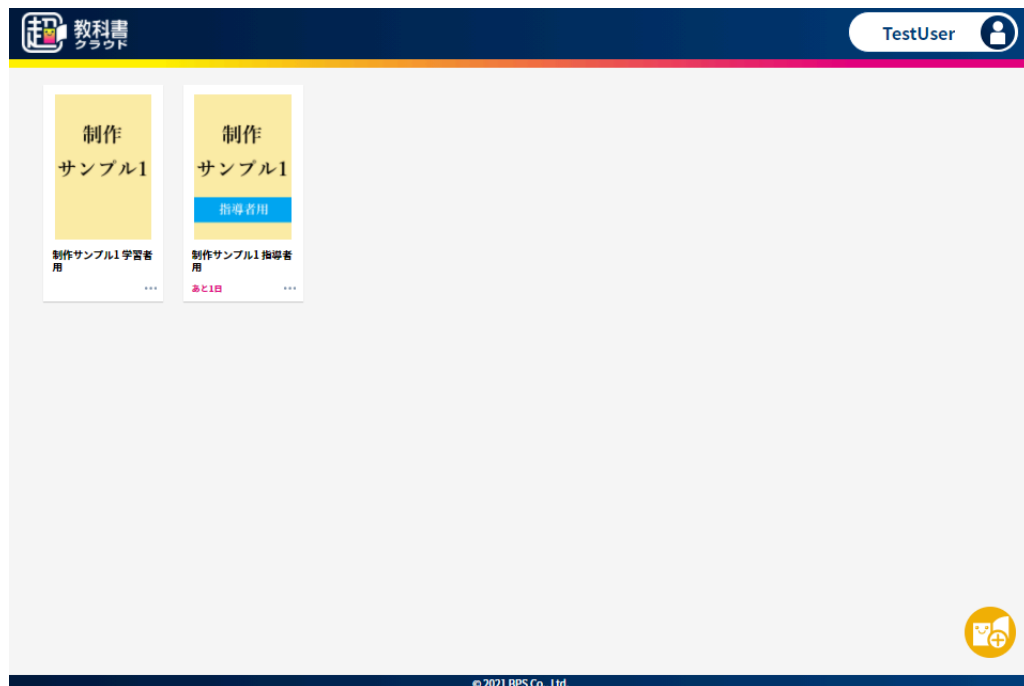 超 教科書
クラウド
TestUser
制作
サンプル1
制作サンプル1 学習者
用
制作
サンプル1
指導者用
制作サンプル1 指導者
用
あと1日
© 2021 BPS Co., Ltd.